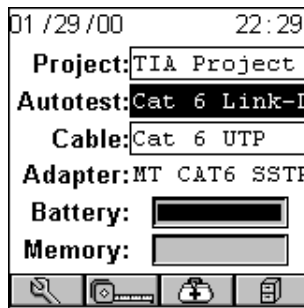 01/29/00 22:29
Project: TIA Project
Autotest: Cat 6 Link-
Cable: Cat 6 UTP
Adapter: MT CAT6 SSTP
Battery:
Memory: